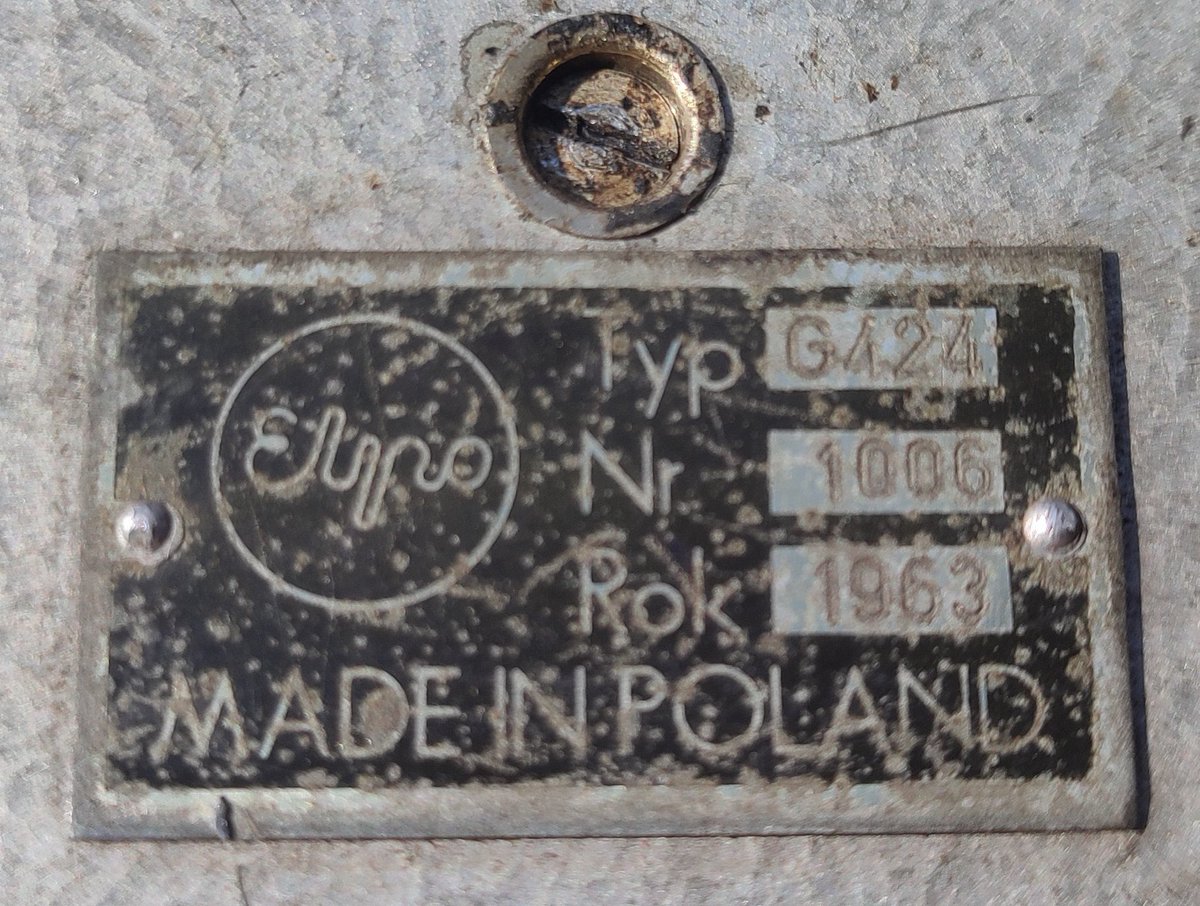 Elpo
Typ G424
Nr 1006
Rok 1963
MADE IN POLAND